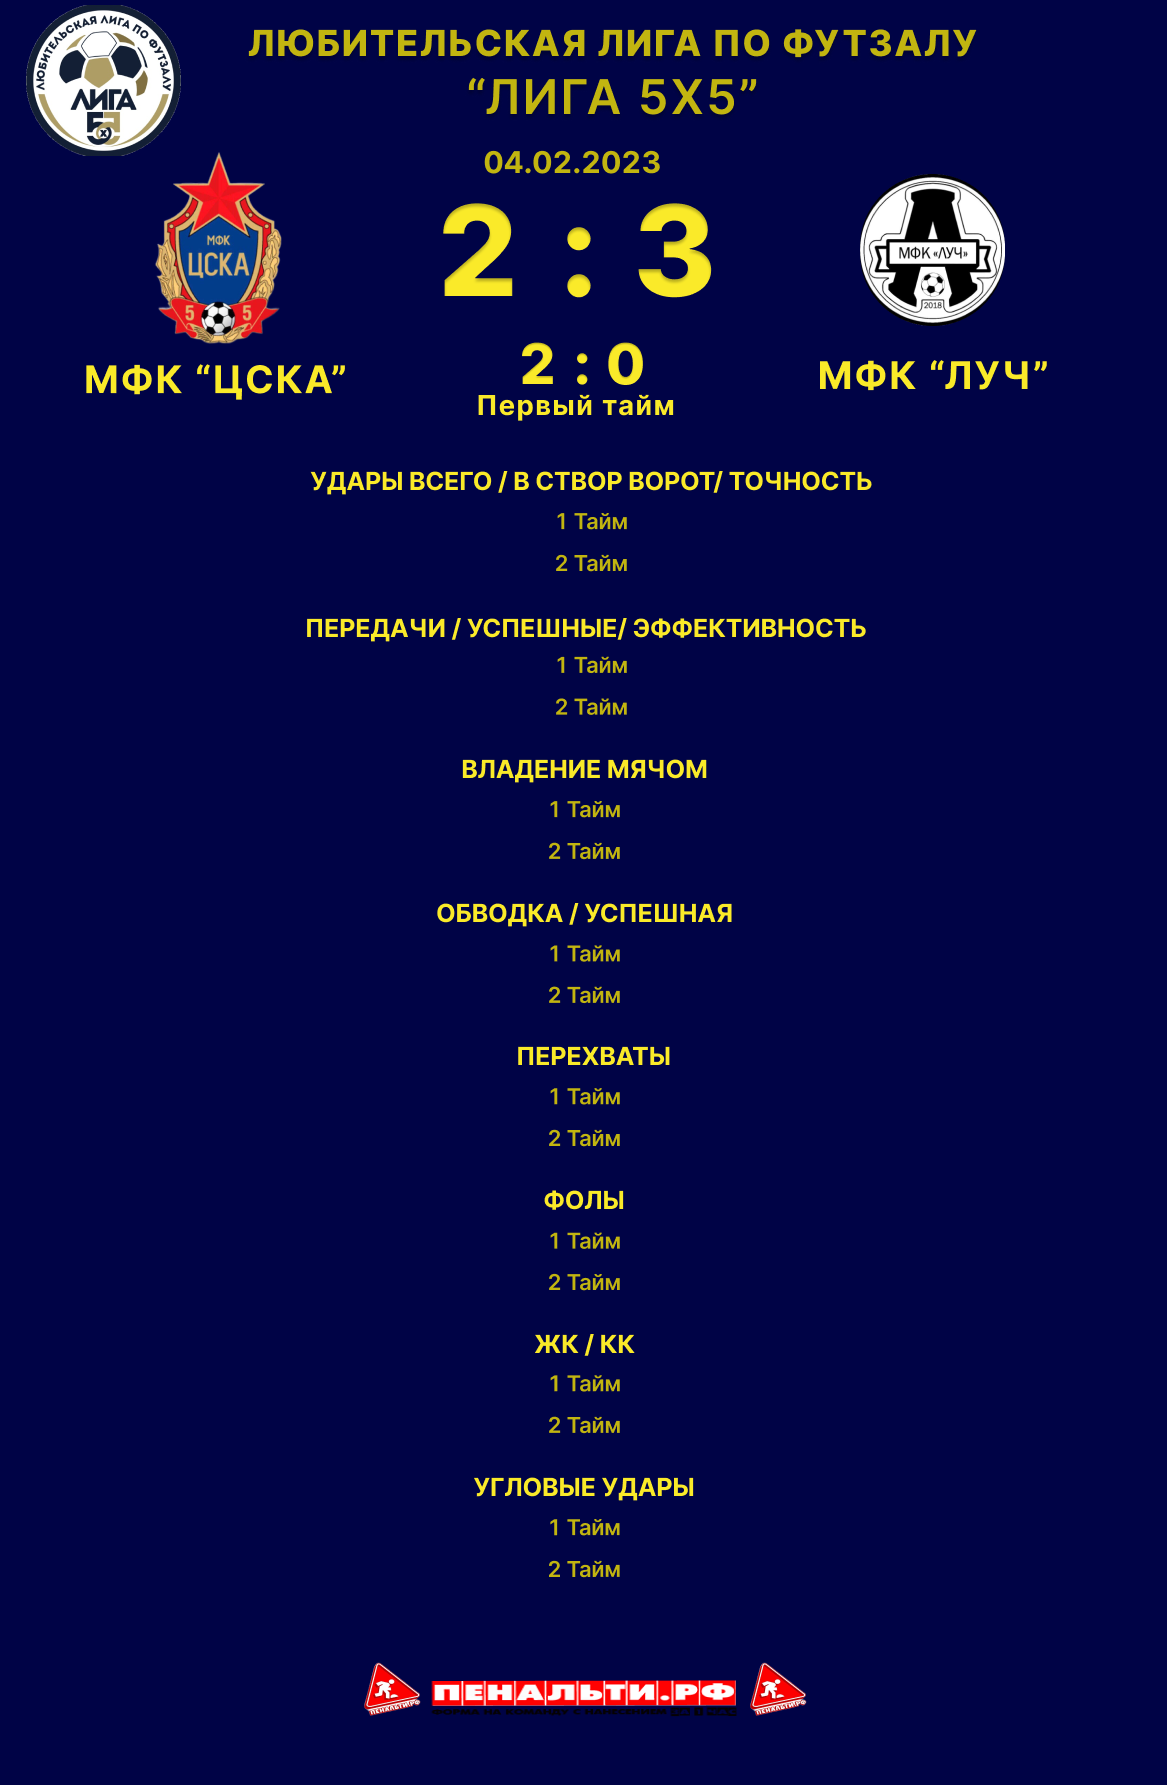 ЛЮБИТЕЛЬСКАЯ ЛИГА ПО ФУТЗАЛУ
ЛИГА
5x5
ЛЮБИТЕЛЬСКАЯ ЛИГА ПО ФУТЗАЛУ
“ЛИГА 5Х5”
04.02.2023
2 : 3
МФК
ЦСКА
5 5
МФК «ЛУЧ»
2018
2 : 0
Первый тайм
МФК “ЦСКА”
МФК “ЛУЧ”
УДАРЫ ВСЕГО / В СТВОР ВОРОТ/ ТОЧНОСТЬ
1 Тайм
2 Тайм
ПЕРЕДАЧИ / УСПЕШНЫЕ/ ЭФФЕКТИВНОСТЬ
1 Тайм
2 Тайм
ВЛАДЕНИЕ МЯЧОМ
1 Тайм
2 Тайм
ОБВОДКА / УСПЕШНАЯ
1 Тайм
2 Тайм
ПЕРЕХВАТЫ
1 Тайм
2 Тайм
ФОЛЫ
1 Тайм
2 Тайм
ЖК / КК
1 Тайм
2 Тайм
УГЛОВЫЕ УДАРЫ
1 Тайм
2 Тайм
ПЕНАЛЬТИ.РФ
ПЕНАЛЬТИ.РФ
ПЕНАЛЬТИ.РФ